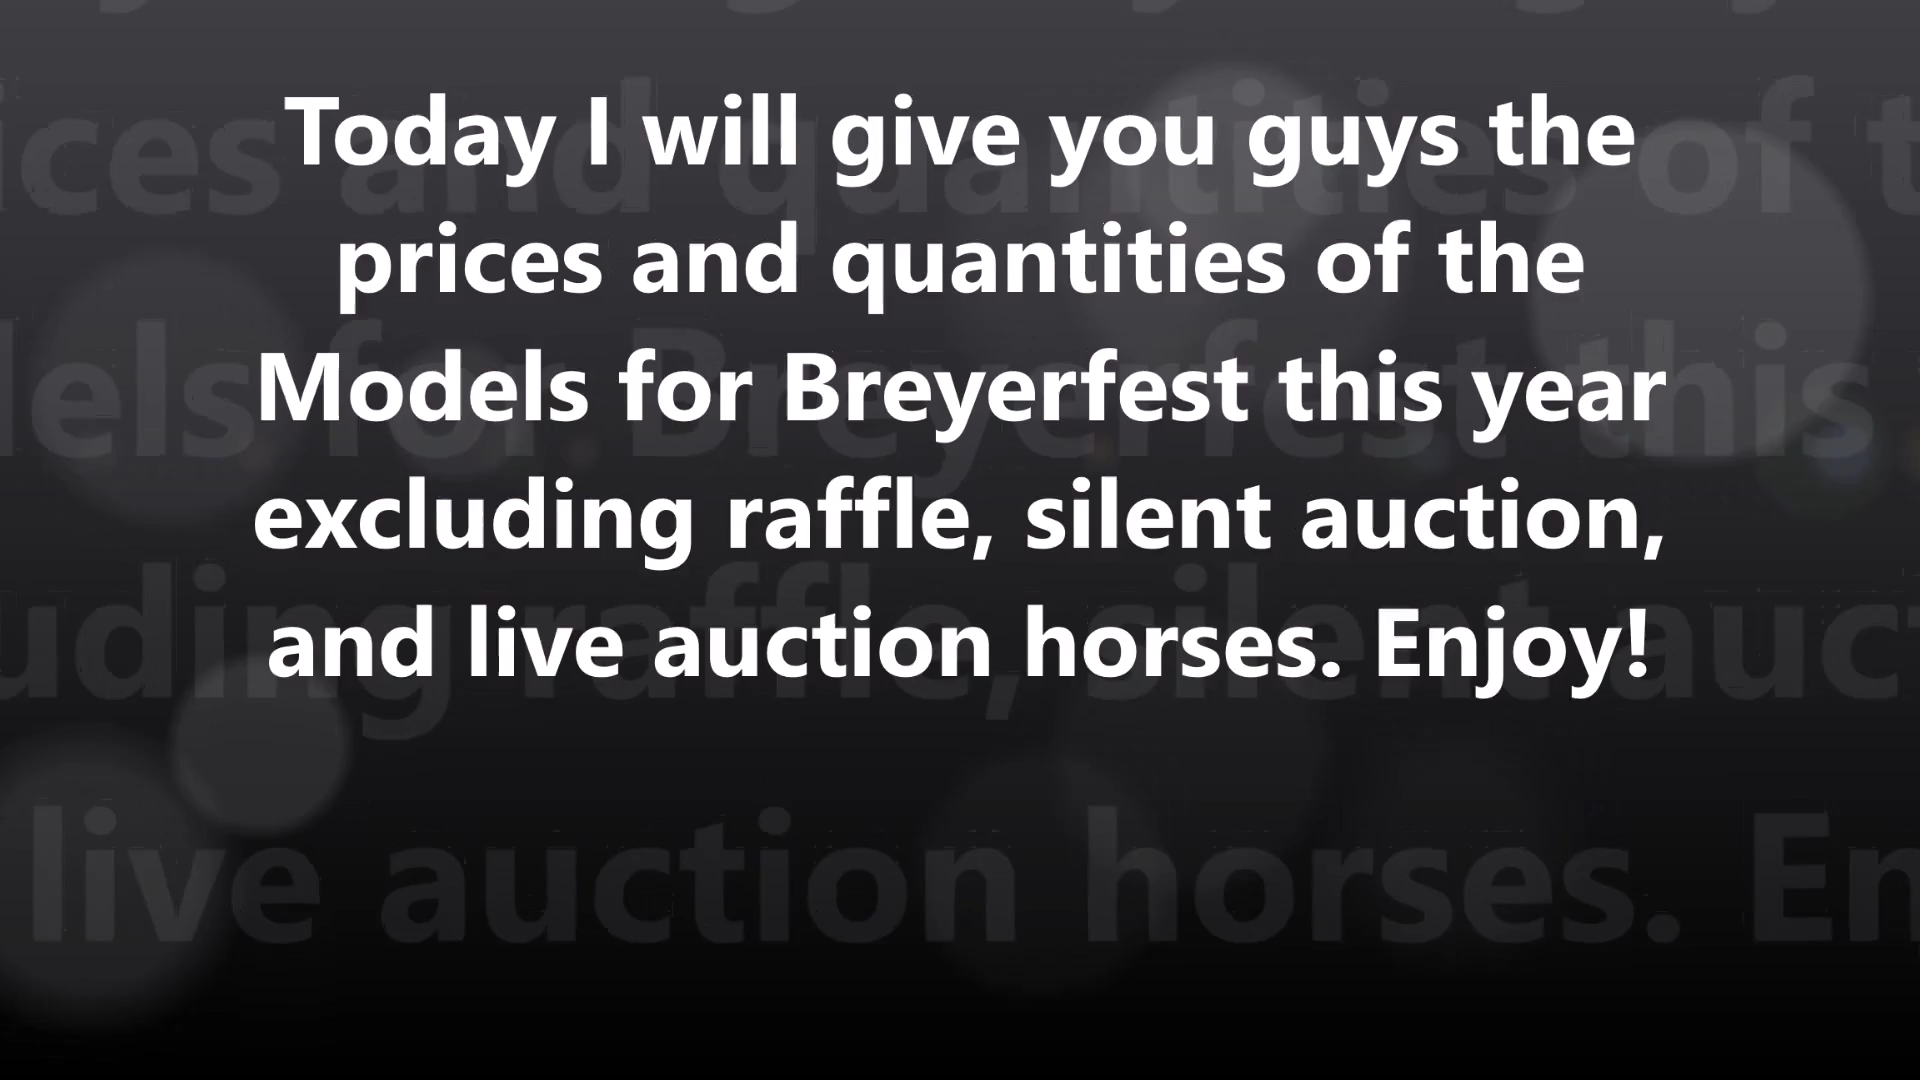 Today I will give you guys the
prices and quantities of the
Models for Breyerfest this year
excluding raffle, silent auction,
and live auction horses. Enjoy!